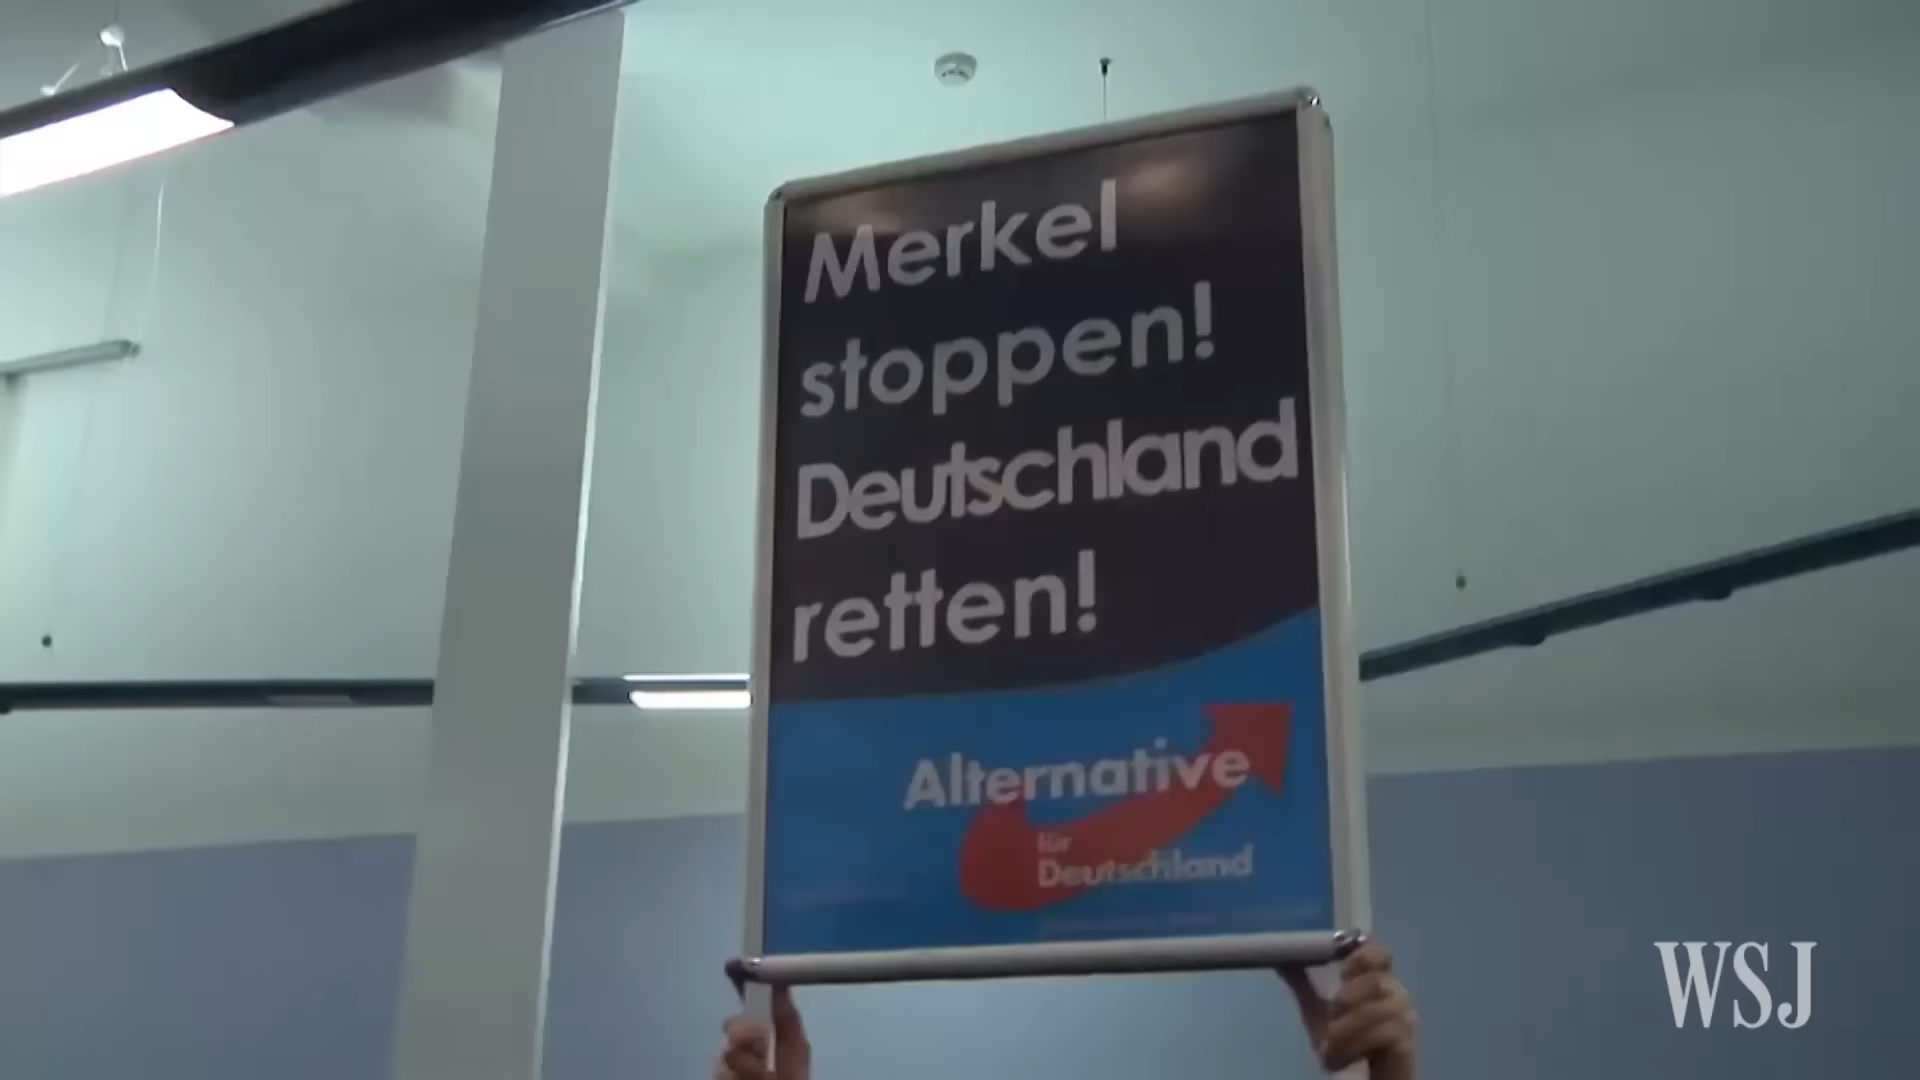 Merkel
stoppen!
Deutschland
retten!
Alternative
für
Deutschland
WSJ